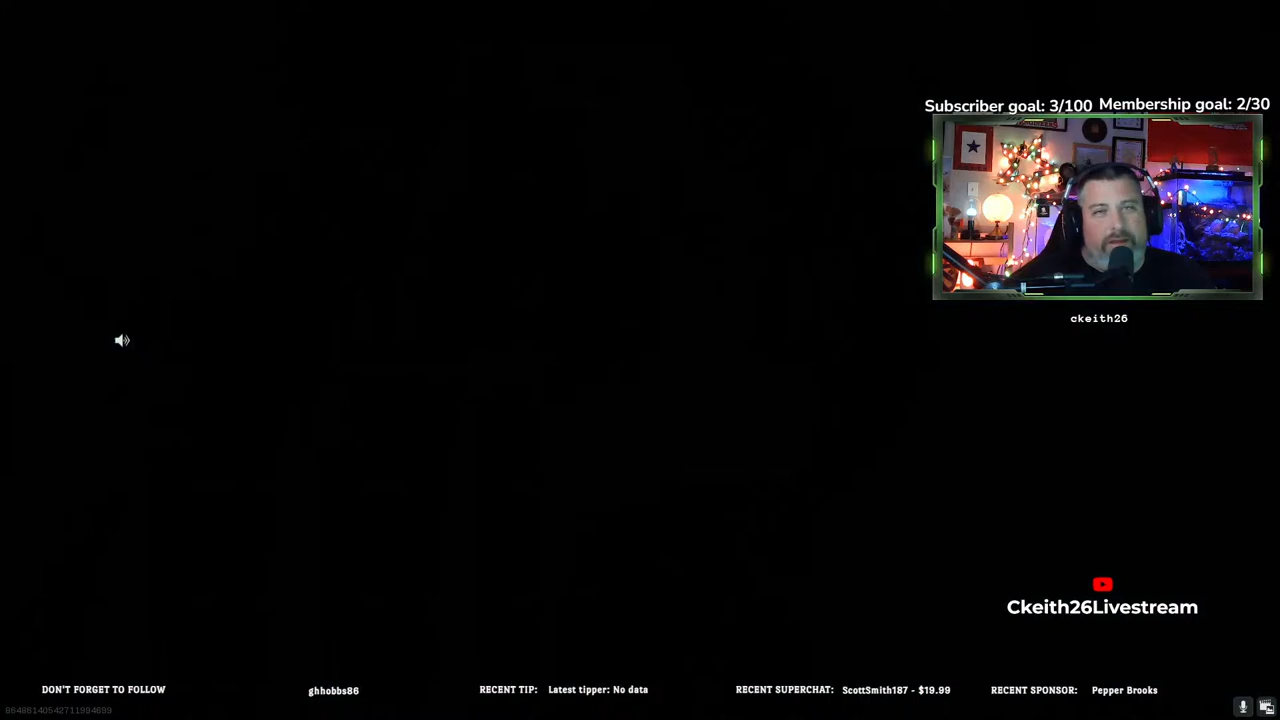 Subscriber goal: 3/100 Membership goal: 2/30
ckeith26
Ckeith26Livestream
DON'T FORGET TO FOLLOW ghhobbs86 RECENT TIP: Latest tipper: No data RECENT SUPERCHAT: ScottSmith187 - $19.99 RECENT SPONSOR: Pepper Brooks